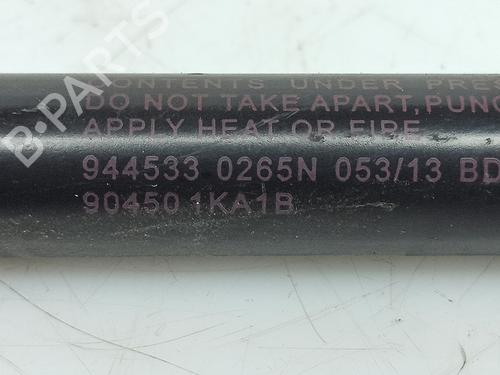 CONTENTS UNDER PRES
DO NOT TAKE APART, PUNC
APPLY HEAT OR FIRE
944533 0265N 053/13 BD
90450 1KA1B
B-PARTS